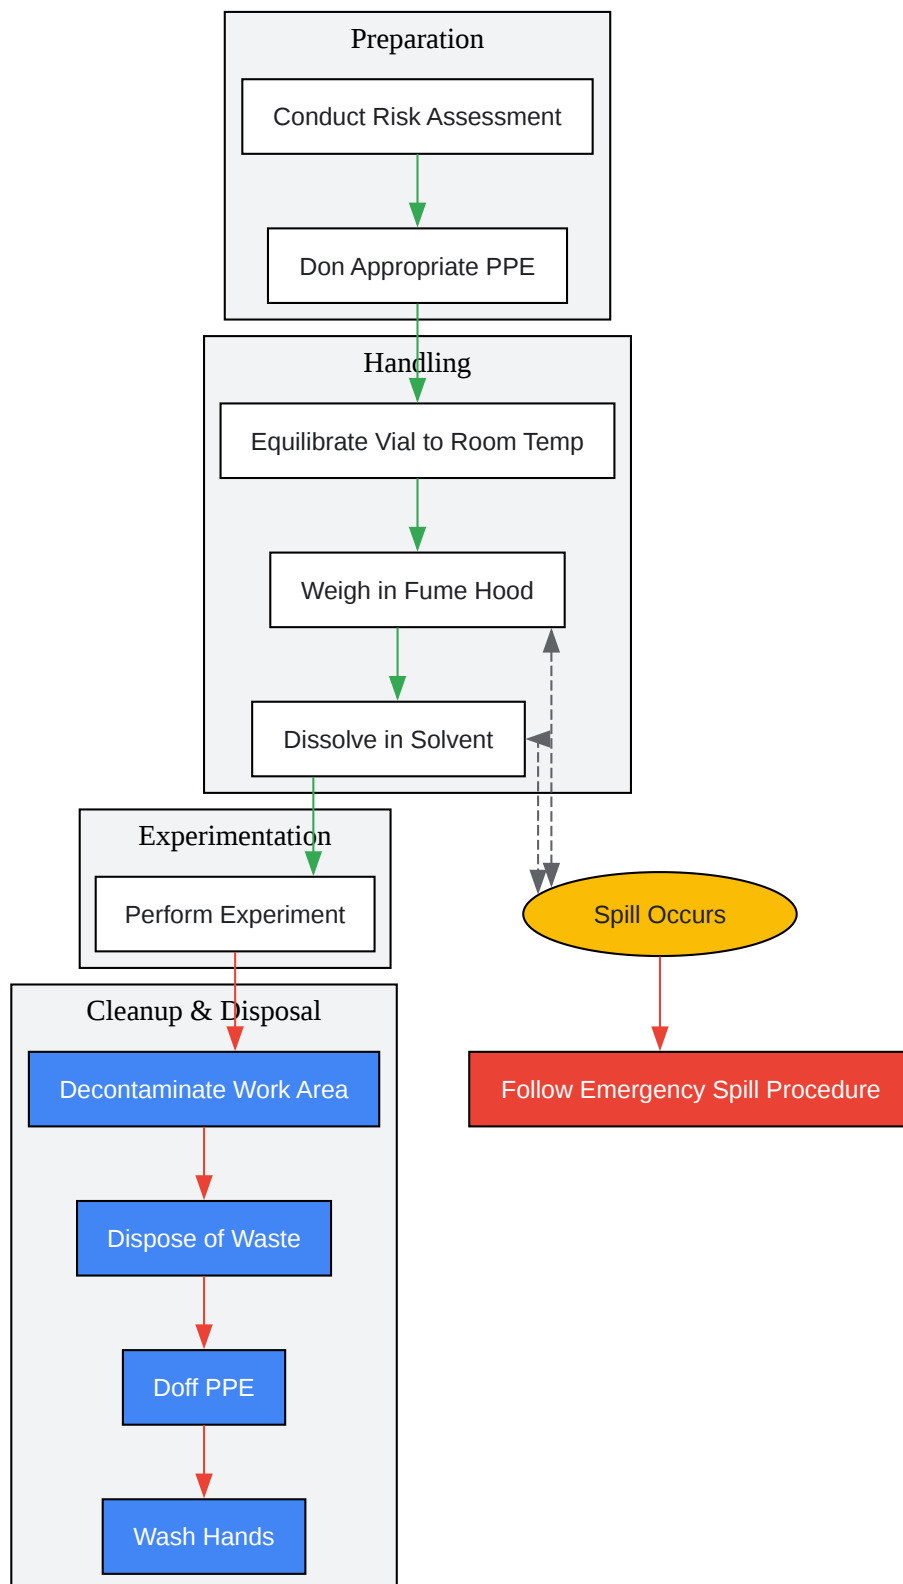 Preparation
Conduct Risk Assessment
Don Appropriate PPE
Handling
Equilibrate Vial to Room Temp
Weigh in Fume Hood
Dissolve in Solvent
Experimentation
Perform Experiment
Spill Occurs
Cleanup & Disposal
Decontaminate Work Area
Follow Emergency Spill Procedure
Dispose of Waste
Doff PPE
Wash Hands